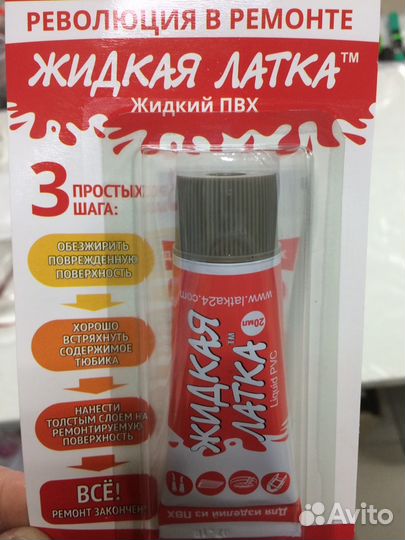 РЕВОЛЮЦИЯ В РЕМОНТЕ
ЖИДКАЯ ЛАТКА™
Жидкий ПВХ
3 ПРОСТЫХ
ШАГА:
ОБЕЗЖИРИТЬ
ПОВРЕЖДЕННУЮ
ПОВЕРХНОСТЬ
ХОРОШО
ВСТРЯХНУТЬ
СОДЕРЖИМОЕ
ТЮБИКА
НАНЕСТИ
ТОЛСТЫМ СЛОЕМ НА
РЕМОНТИРУЕМУЮ
ПОВЕРХНОСТЬ
ВСЁ!
РЕМОНТ ЗАКОНЧЕН
www.latka24.com
20мл
ЖИДКАЯ
ЛАТКА™
Liquid PVC
Для изделий из ПВХ
Avito